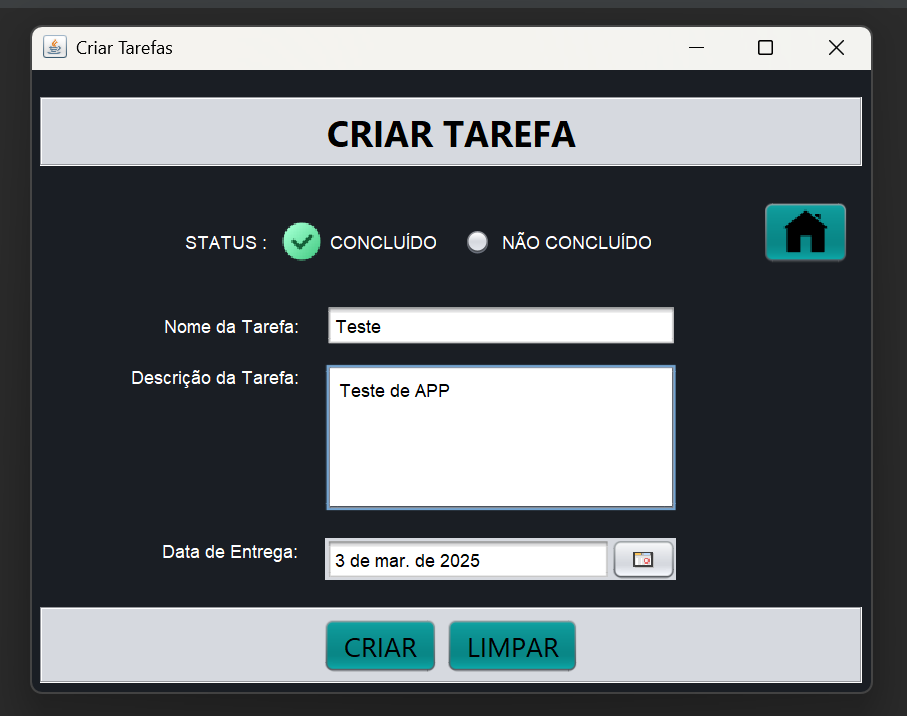 Criar Tarefas
CRIAR TAREFA
STATUS : CONCLUÍDO NÃO CONCLUÍDO
Nome da Tarefa: Teste
Descrição da Tarefa: Teste de APP
Data de Entrega: 3 de mar. de 2025
CRIAR LIMPAR